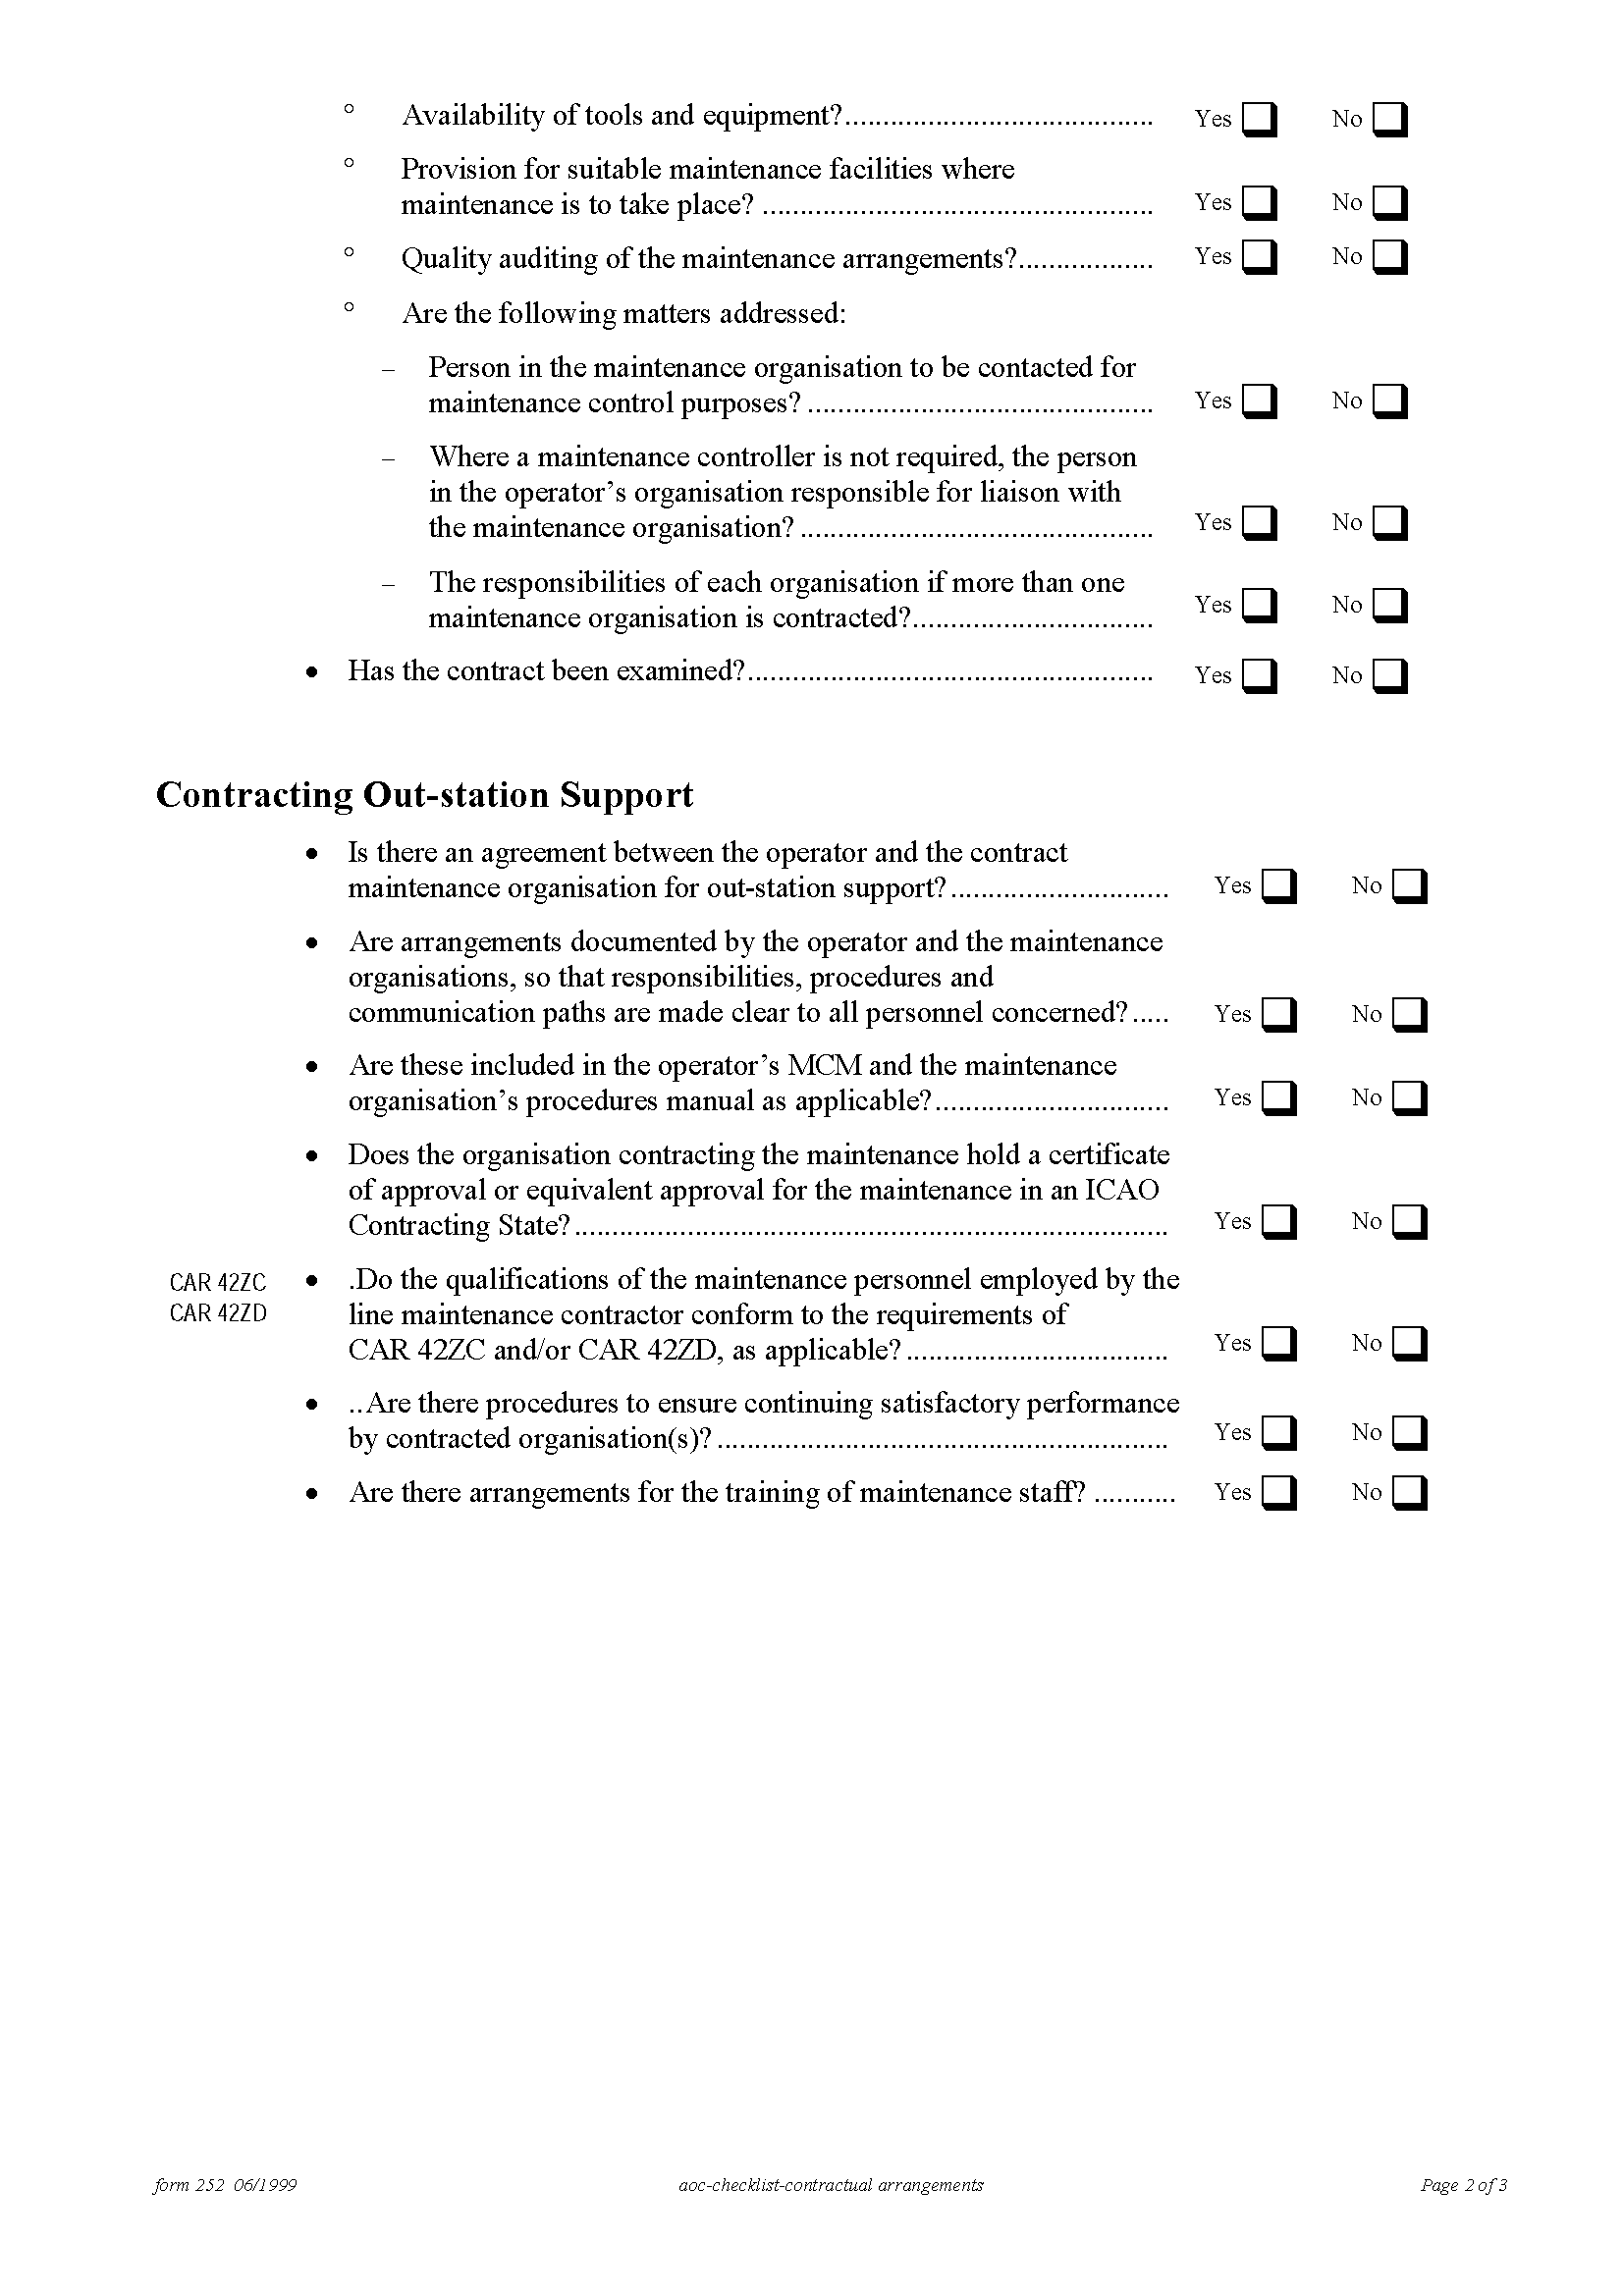 ° Availability of tools and equipment?......................................... Yes No
° Provision for suitable maintenance facilities where
maintenance is to take place? .................................................... Yes No
° Quality auditing of the maintenance arrangements?.................. Yes No
° Are the following matters addressed:
– Person in the maintenance organisation to be contacted for
maintenance control purposes? .............................................. Yes No
– Where a maintenance controller is not required, the person
in the operator’s organisation responsible for liaison with
the maintenance organisation? ............................................... Yes No
– The responsibilities of each organisation if more than one
maintenance organisation is contracted?................................ Yes No
• Has the contract been examined?...................................................... Yes No
Contracting Out-station Support
• Is there an agreement between the operator and the contract
maintenance organisation for out-station support?............................. Yes No
• Are arrangements documented by the operator and the maintenance
organisations, so that responsibilities, procedures and
communication paths are made clear to all personnel concerned?..... Yes No
• Are these included in the operator’s MCM and the maintenance
organisation’s procedures manual as applicable?............................... Yes No
• Does the organisation contracting the maintenance hold a certificate
of approval or equivalent approval for the maintenance in an ICAO
Contracting State?............................................................................... Yes No
CAR 42ZC • .Do the qualifications of the maintenance personnel employed by the
CAR 42ZD line maintenance contractor conform to the requirements of
CAR 42ZC and/or CAR 42ZD, as applicable?................................... Yes No
• ..Are there procedures to ensure continuing satisfactory performance
by contracted organisation(s)?............................................................ Yes No
• Are there arrangements for the training of maintenance staff? ........... Yes No
form 252 06/1999 aoc-checklist-contractual arrangements Page 2 of 3